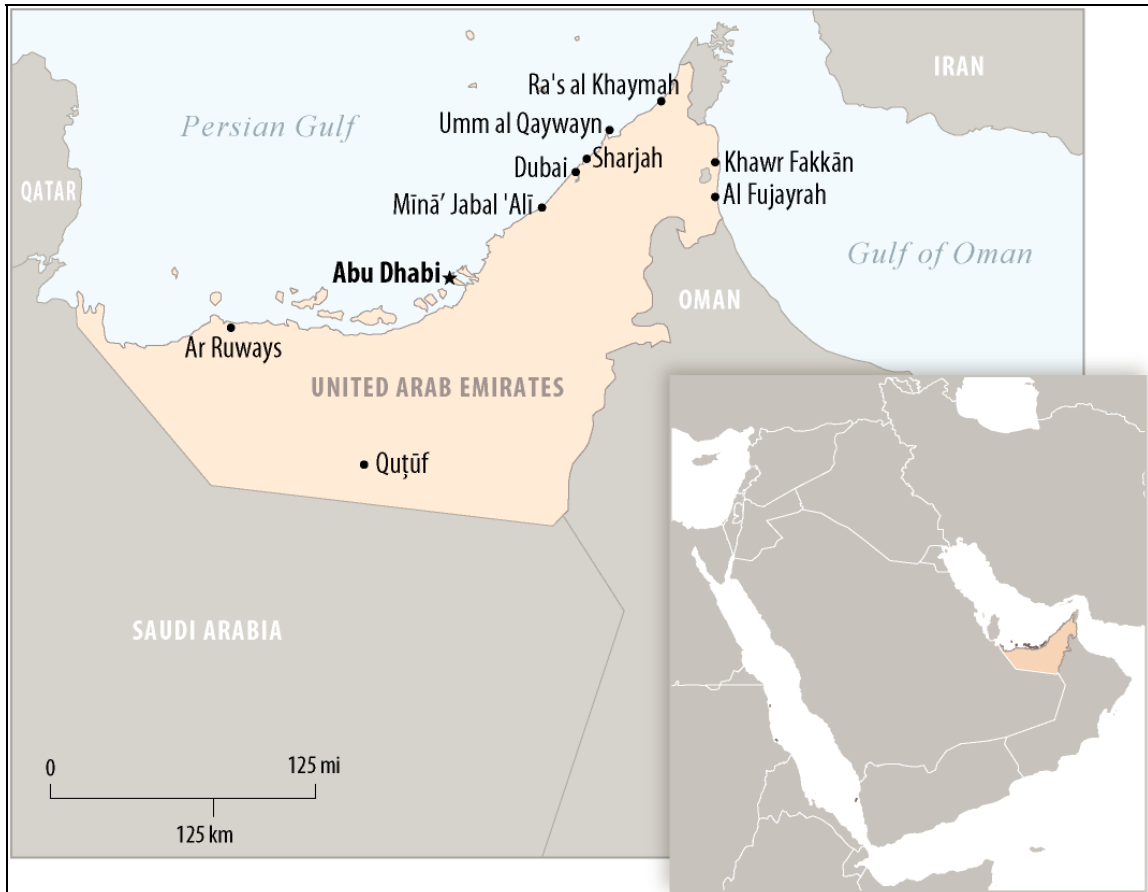 IRAN
Ra's al Khaymah
Persian Gulf
Umm al Qaywayn
Sharjah
Khawr Fakkān
Dubai
QATAR
Al Fujayrah
Mīnā’ Jabal 'Alī
Gulf of Oman
Abu Dhabi
OMAN
Ar Ruways
UNITED ARAB EMIRATES
Quṭūf
SAUDI ARABIA
0
125 mi
125 km